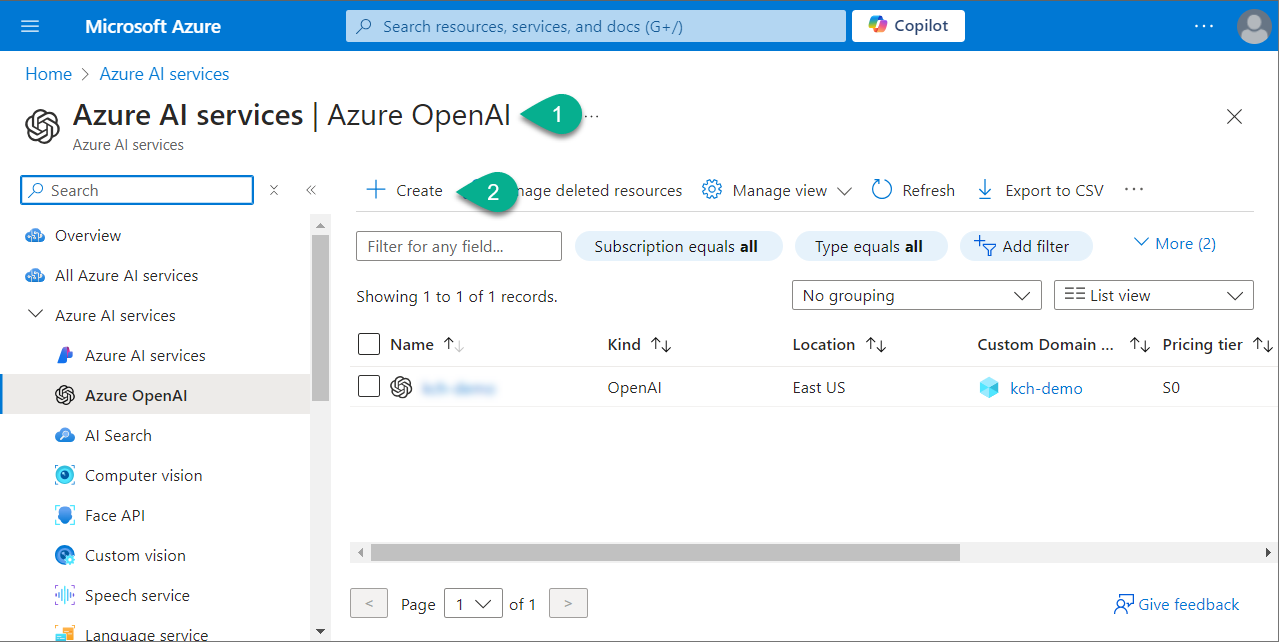 Microsoft Azure
Search resources, services, and docs (G+/)
Copilot
...
Home > Azure AI services
Azure AI services | Azure OpenAI
1
...
Azure AI services
Search
Create
2
deleted resources
Manage view
Refresh
Export to CSV
...
Overview
All Azure AI services
Azure AI services
Azure AI services
Azure OpenAI
AI Search
Computer vision
Face API
Custom vision
Speech service
Language service
Filter for any field...
Subscription equals all
Type equals all
Add filter
More (2)
Showing 1 to 1 of 1 records.
No grouping
List view
Name
Kind
Location
Custom Domain ...
Pricing tier
OpenAI
East US
kch-demo
S0
<
Page
1
of 1
>
Give feedback